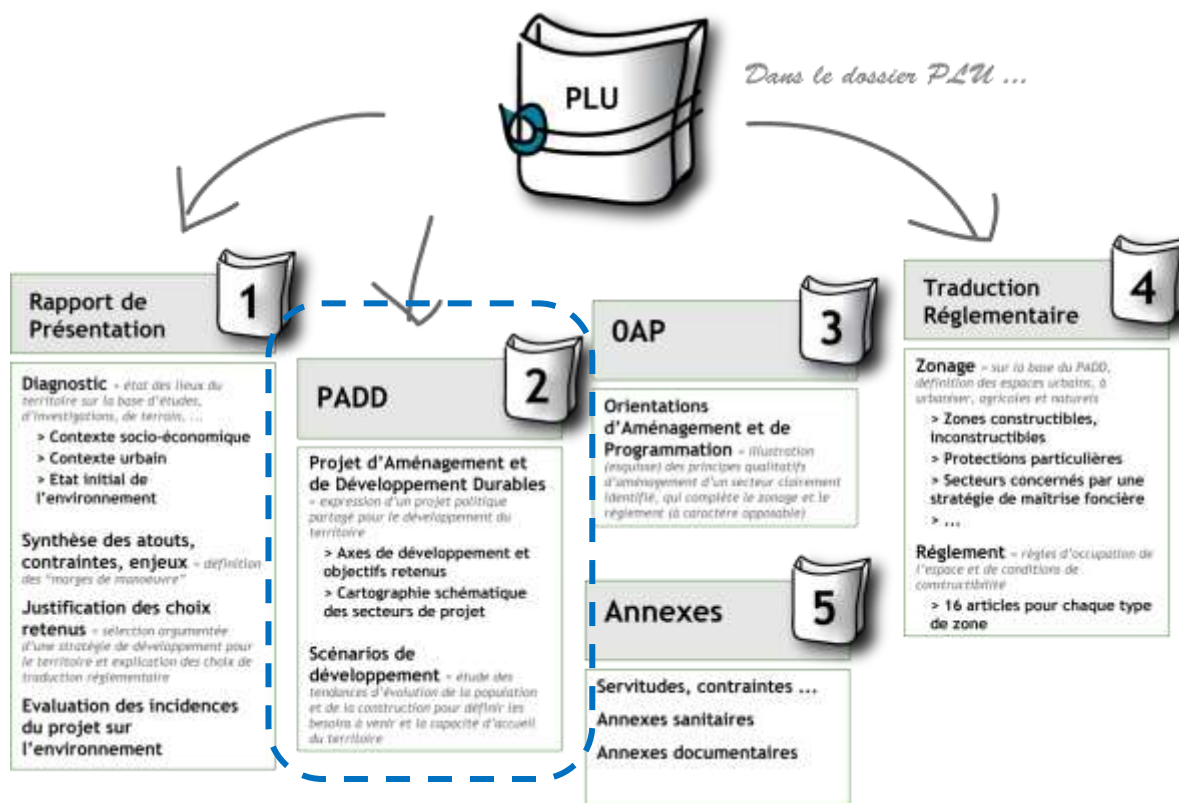 PLU
Dans le dossier PLU ...
1
Rapport de
Présentation
Diagnostic = état des lieux du
territoire sur la base d'études,
d'investigations, de terrain, ...
> Contexte socio-économique
> Contexte urbain
> Etat initial de
l'environnement
Synthèse des atouts,
contraintes, enjeux = définition
des "marges de manoeuvre"
Justification des choix
retenus = sélection argumentée
d'une stratégie de développement pour
le territoire et explication des choix de
traduction réglementaire
Evaluation des incidences
du projet sur
l'environnement
2
PADD
Projet d'Aménagement et
de Développement Durables
= expression d'un projet politique
partagé pour le développement du
territoire
> Axes de développement et
objectifs retenus
> Cartographie schématique
des secteurs de projet
Scénarios de
développement = étude des
tendances d'évolution de la population
et de la construction pour définir les
besoins à venir et la capacité d'accueil
du territoire
3
OAP
Orientations
d'Aménagement et de
Programmation = illustration
(esquisse) des principes qualitatifs
d'aménagement d'un secteur clairement
identifié, qui complète le zonage et le
règlement (à caractère opposable)
5
Annexes
Servitudes, contraintes ...
Annexes sanitaires
Annexes documentaires
4
Traduction
Réglementaire
Zonage = sur la base du PADD,
définition des espaces urbains, à
urbaniser, agricoles et naturels
> Zones constructibles,
inconstructibles
> Protections particulières
> Secteurs concernés par une
stratégie de maîtrise foncière
> ...
Réglement = règles d'occupation de
l'espace et de conditions de
constructibilité
> 16 articles pour chaque type
de zone